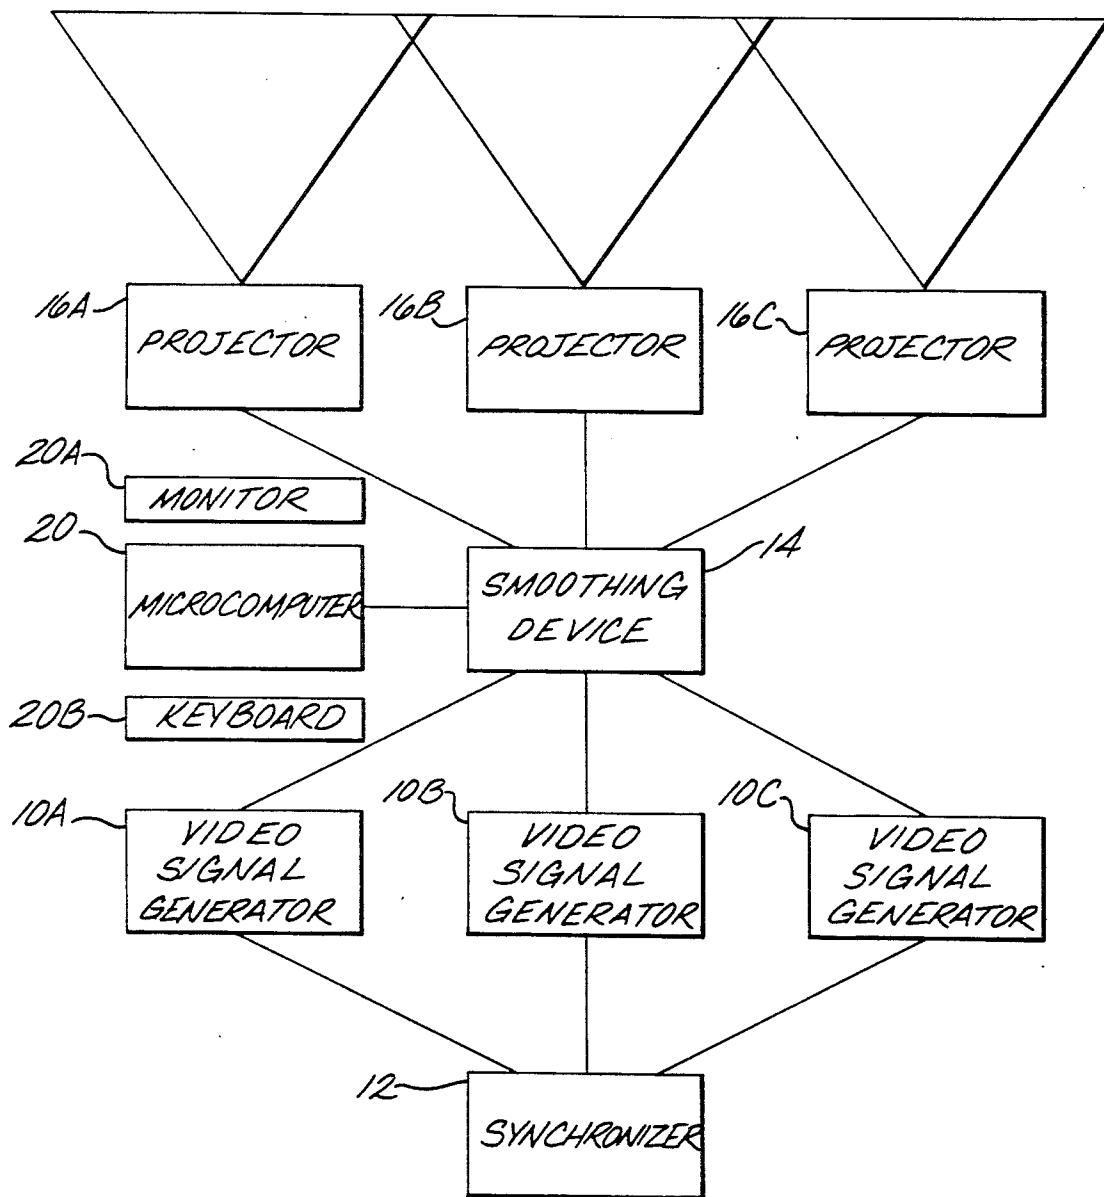 16A
PROJECTOR
16B
PROJECTOR
16C
PROJECTOR
20A
MONITOR
20
MICROCOMPUTER
14
SMOOTHING
DEVICE
20B
KEYBOARD
10A
VIDEO
SIGNAL
GENERATOR
10B
VIDEO
SIGNAL
GENERATOR
10C
VIDEO
SIGNAL
GENERATOR
12
SYNCHRONIZER